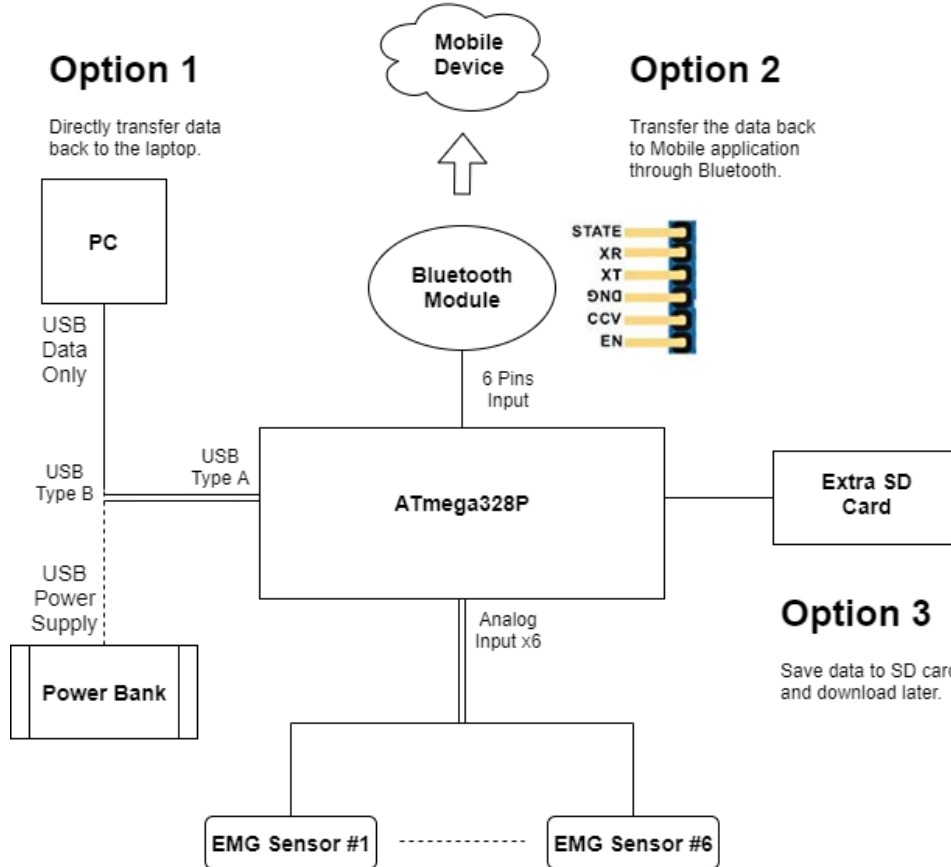 Option 1
Directly transfer data
back to the laptop.
Mobile
Device
Option 2
Transfer the data back
to Mobile application
through Bluetooth.
PC
Bluetooth
Module
STATE
XR
XT
GND
CCV
EN
USB
Data
Only
6 Pins
Input
USB
Type B
USB
Type A
ATmega328P
Extra SD
Card
USB
Power
Supply
Power Bank
Analog
Input x6
Option 3
Save data to SD card
and download later.
EMG Sensor #1
EMG Sensor #6